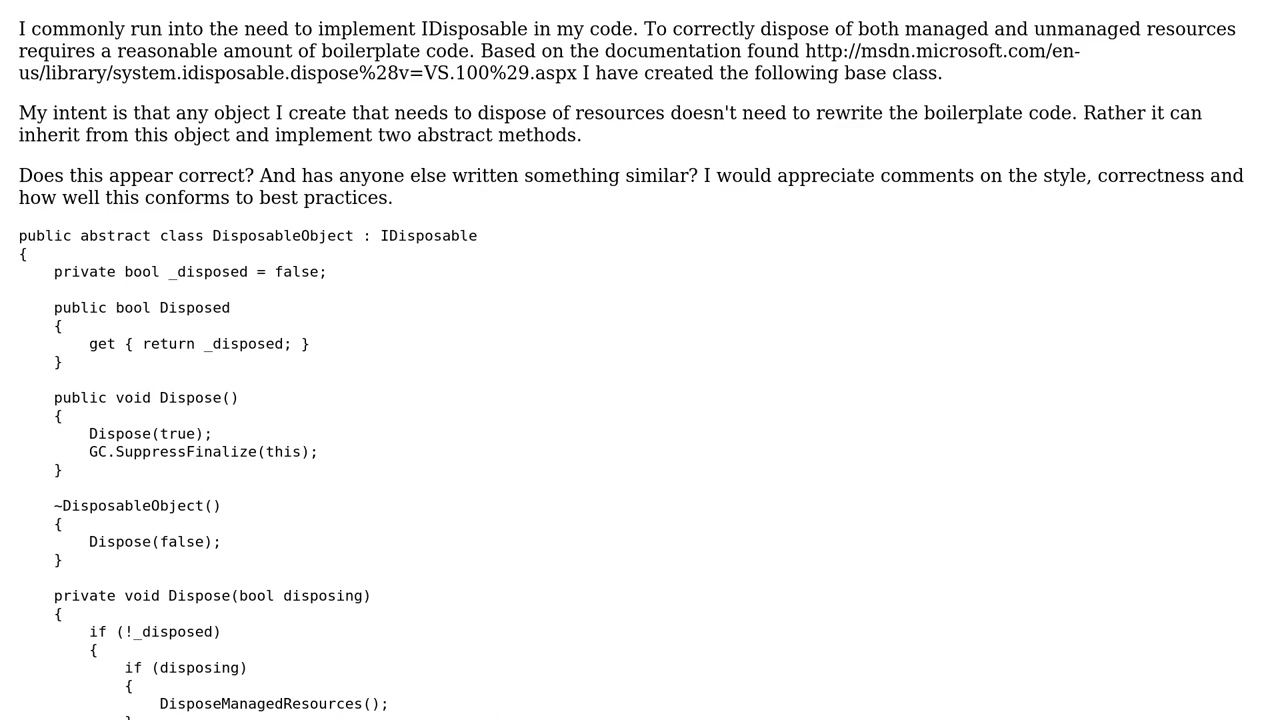 I commonly run into the need to implement IDisposable in my code. To correctly dispose of both managed and unmanaged resources
requires a reasonable amount of boilerplate code. Based on the documentation found http://msdn.microsoft.com/en-
us/library/system.idisposable.dispose%28v=VS.100%29.aspx I have created the following base class.
My intent is that any object I create that needs to dispose of resources doesn't need to rewrite the boilerplate code. Rather it can
inherit from this object and implement two abstract methods.
Does this appear correct? And has anyone else written something similar? I would appreciate comments on the style, correctness and
how well this conforms to best practices.
public abstract class DisposableObject : IDisposable
{
    private bool _disposed = false;

    public bool Disposed
    {
        get { return _disposed; }
    }

    public void Dispose()
    {
        Dispose(true);
        GC.SuppressFinalize(this);
    }

    ~DisposableObject()
    {
        Dispose(false);
    }

    private void Dispose(bool disposing)
    {
        if (!_disposed)
        {
            if (disposing)
            {
                DisposeManagedResources();
            }